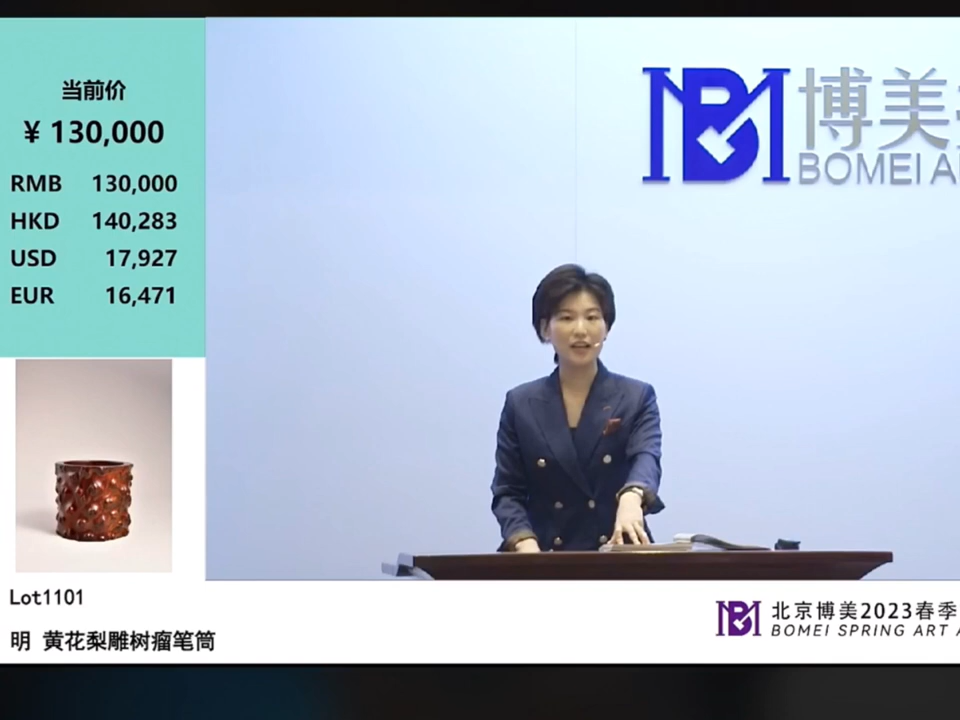 当前价
¥ 130,000
RMB 130,000
HKD 140,283
USD 17,927
EUR 16,471
博美
BOMEI A
Lot1101
明 黄花梨雕树瘤笔筒
北京博美2023春季
BOMEI SPRING ART